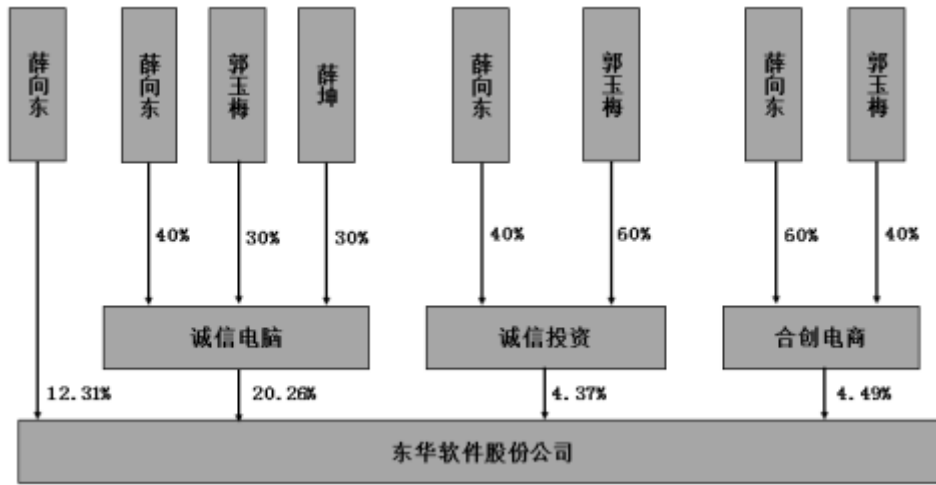 薛向东
薛向东
郭玉梅
薛坤
薛向东
郭玉梅
薛向东
郭玉梅
40%
30%
30%
40%
60%
60%
40%
诚信电脑
诚信投资
合创电商
12.31%
20.26%
4.37%
4.49%
东华软件股份公司